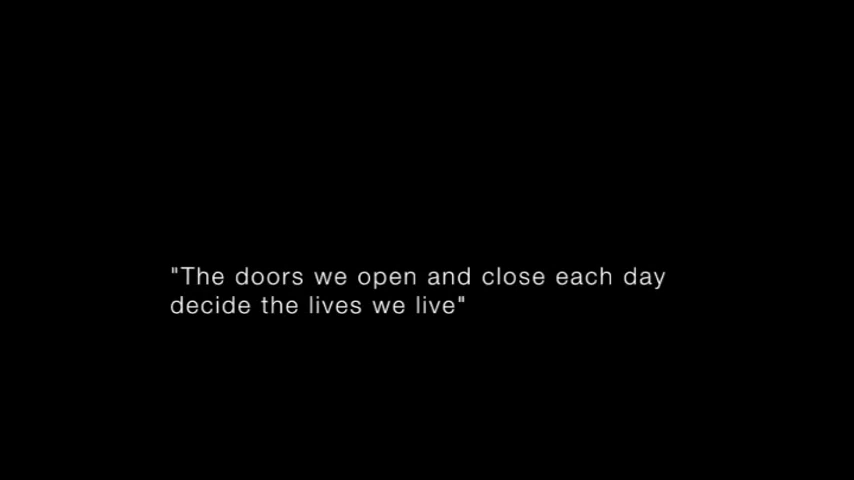 "The doors we open and close each day
decide the lives we live"